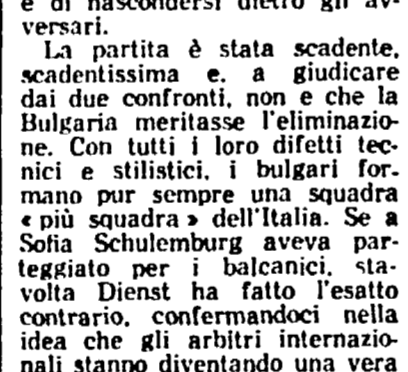 e di nascondersi dietro gli av-
versari.
La partita è stata scadente,
scadentissima e, a giudicare
dai due confronti, non e che la
Bulgaria meritasse l'eliminazio-
ne. Con tutti i loro difetti tec-
nici e stilistici, i bulgari for-
mano pur sempre una squadra
« più squadra » dell'Italia. Se a
Sofia Schulemburg aveva par-
teggiato per i balcanici, sta-
volta Dienst ha fatto l'esatto
contrario, confermandoci nella
idea che gli arbitri internazio-
nali stanno diventando una vera